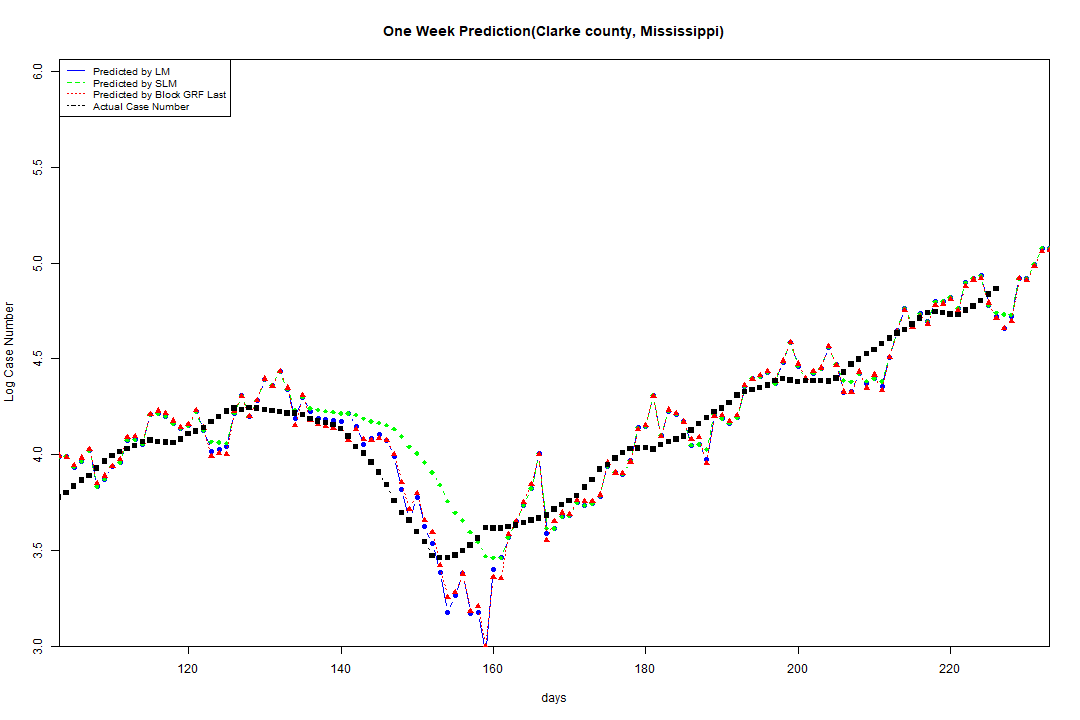 One Week Prediction(Clarke county, Mississippi)
Predicted by LM
Predicted by SLM
Predicted by Block GRF Last
Actual Case Number
6.0
5.5
5.0
4.5
4.0
3.5
3.0
Log Case Number
120 140 160 180 200 220
days